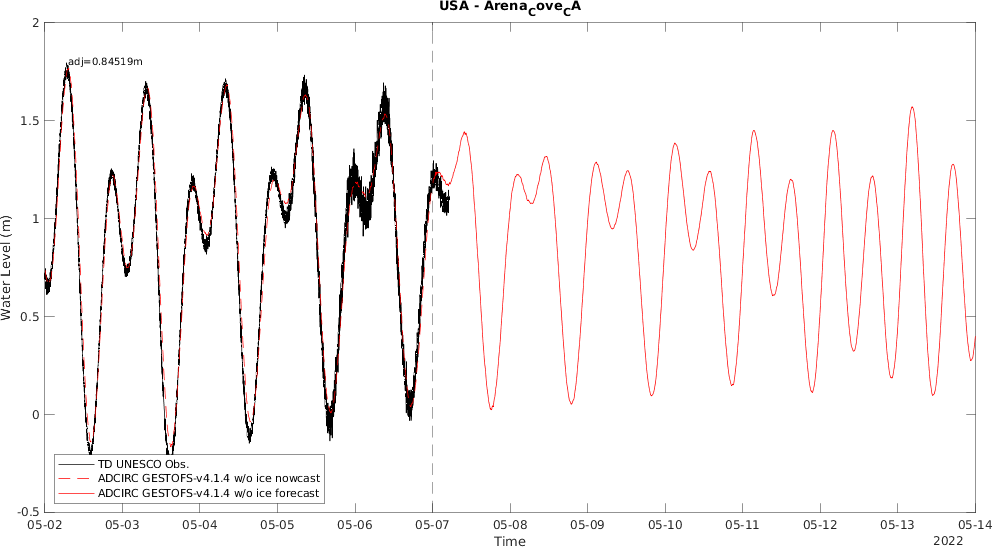 USA - Arena_Cove_CA
adj=0.84519m
2
1.5
1
0.5
0
-0.5
Water Level (m)
TD UNESCO Obs.
ADCIRC GESTOFS-v4.1.4 w/o ice nowcast
ADCIRC GESTOFS-v4.1.4 w/o ice forecast
05-02 05-03 05-04 05-05 05-06 05-07 05-08 05-09 05-10 05-11 05-12 05-13 05-14
Time
2022